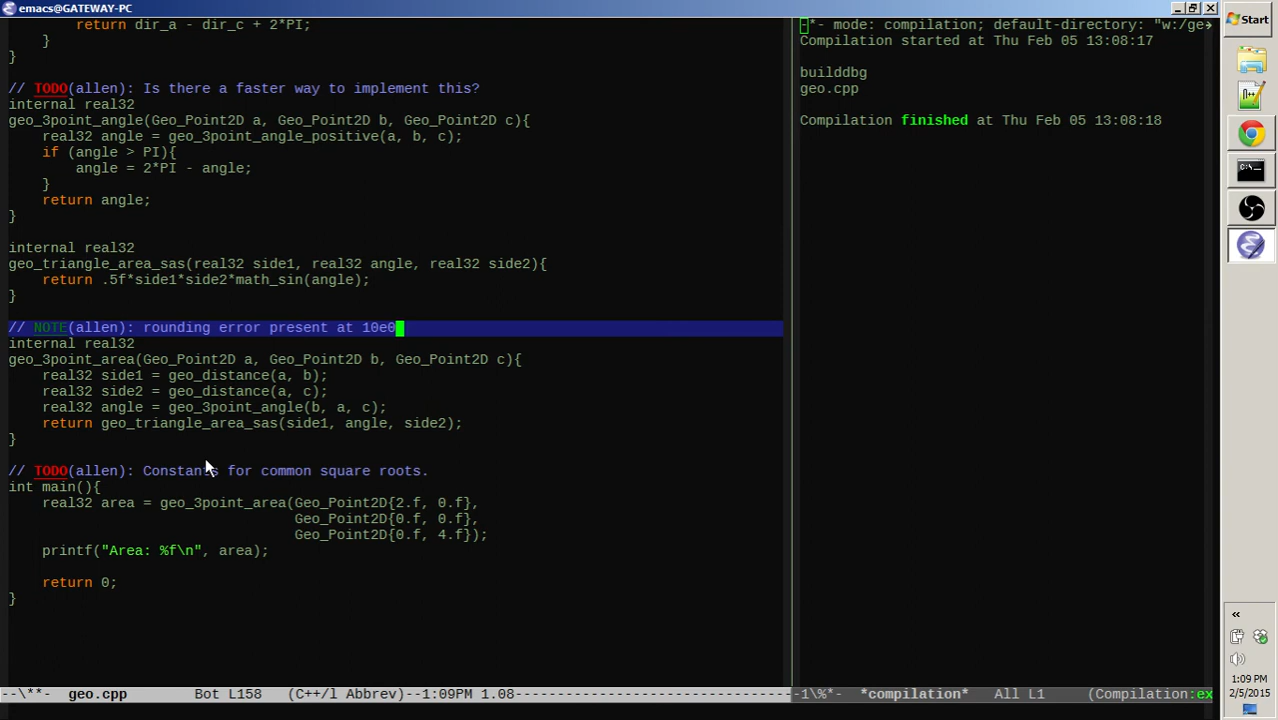 emacs@GATEWAY-PC
return dir_a - dir_c + 2*PI;
}
}
// TODO(allen): Is there a faster way to implement this?
internal real32
geo_3point_angle(Geo_Point2D a, Geo_Point2D b, Geo_Point2D c){
real32 angle = geo_3point_angle_positive(a, b, c);
if (angle > PI){
angle = 2*PI - angle;
}
return angle;
}
internal real32
geo_triangle_area_sas(real32 side1, real32 angle, real32 side2){
return .5f*side1*side2*math_sin(angle);
}
// NOTE(allen): rounding error present at 10e0
internal real32
geo_3point_area(Geo_Point2D a, Geo_Point2D b, Geo_Point2D c){
real32 side1 = geo_distance(a, b);
real32 side2 = geo_distance(a, c);
real32 angle = geo_3point_angle(b, a, c);
return geo_triangle_area_sas(side1, angle, side2);
}
// TODO(allen): Constants for common square roots.
int main(){
real32 area = geo_3point_area(Geo_Point2D{2.f, 0.f},
Geo_Point2D{0.f, 0.f},
Geo_Point2D{0.f, 4.f});
printf("Area: %f\n", area);
return 0;
}
--\**-  geo.cpp        Bot L158   (C++/l Abbrev)--1:09PM 1.08--------------------------------
-*- mode: compilation; default-directory: "w:/ge
Compilation started at Thu Feb 05 13:08:17
builddbg
geo.cpp
Compilation finished at Thu Feb 05 13:08:18
-1\%*-  *compilation*   All L1     (Compilation:ex
Start
«
1:09 PM
2/5/2015